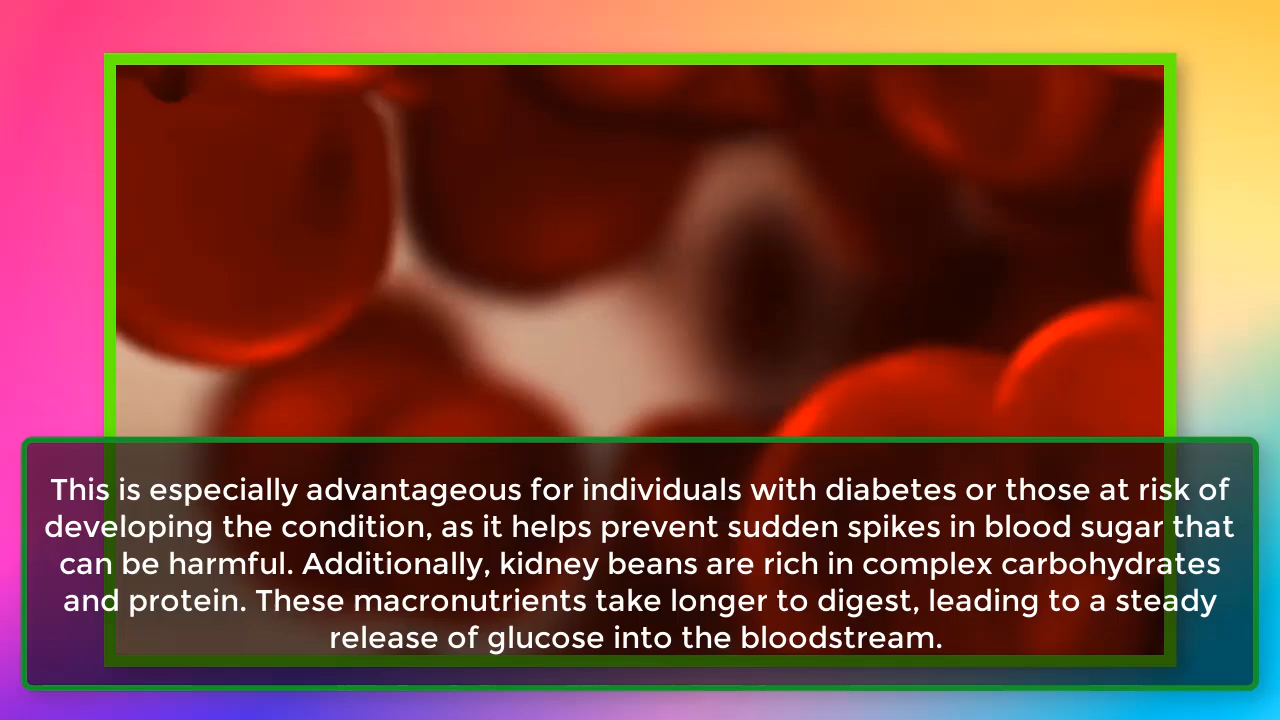 This is especially advantageous for individuals with diabetes or those at risk of
developing the condition, as it helps prevent sudden spikes in blood sugar that
can be harmful. Additionally, kidney beans are rich in complex carbohydrates
and protein. These macronutrients take longer to digest, leading to a steady
release of glucose into the bloodstream.